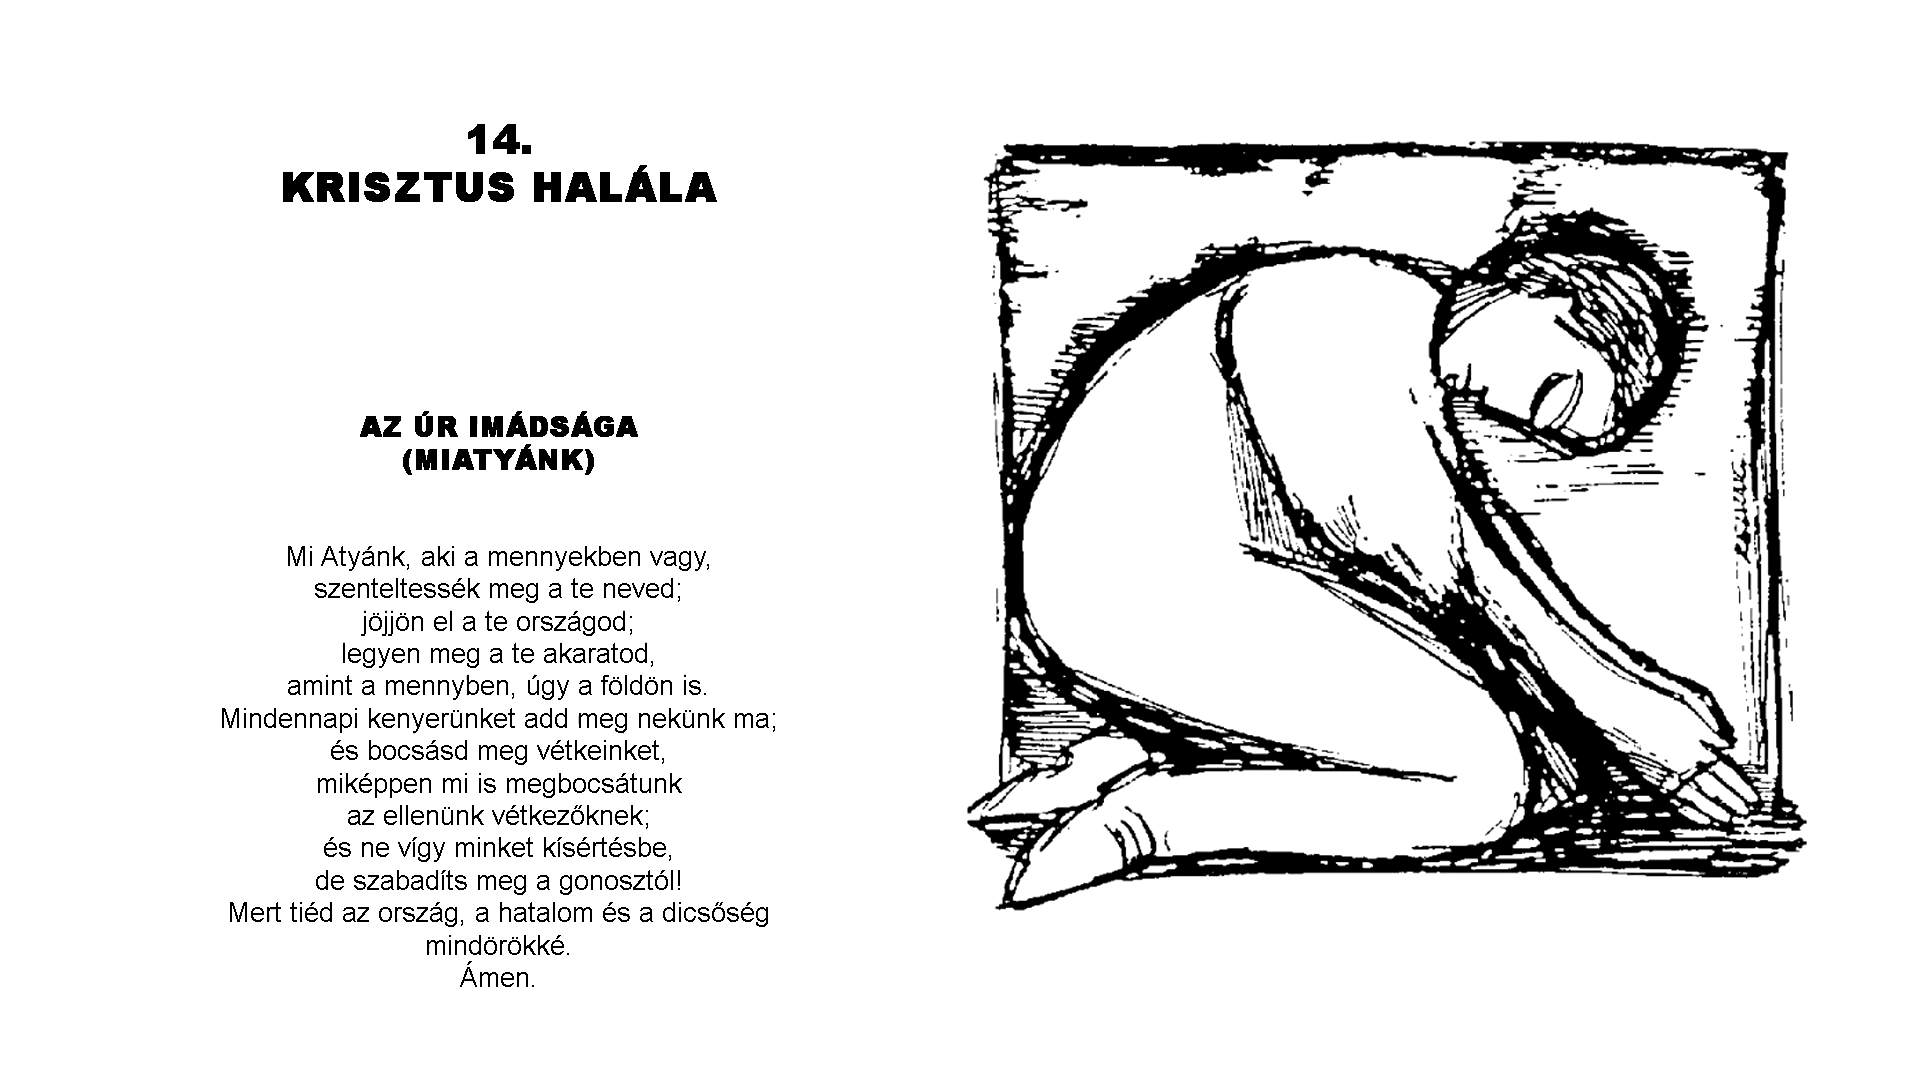 14.
KRISZTUS HALÁLA
AZ ÚR IMÁDSÁGA
(MIATYÁNK)
Mi Atyánk, aki a mennyekben vagy,
szenteltessék meg a te neved;
jöjjön el a te országod;
legyen meg a te akaratod,
amint a mennyben, úgy a földön is.
Mindennapi kenyerünket add meg nekünk ma;
és bocsásd meg vétkeinket,
miképpen mi is megbocsátunk
az ellenünk vétkezőknek;
és ne vígy minket kísértésbe,
de szabadíts meg a gonosztól!
Mert tiéd az ország, a hatalom és a dicsőség
mindörökké.
Ámen.